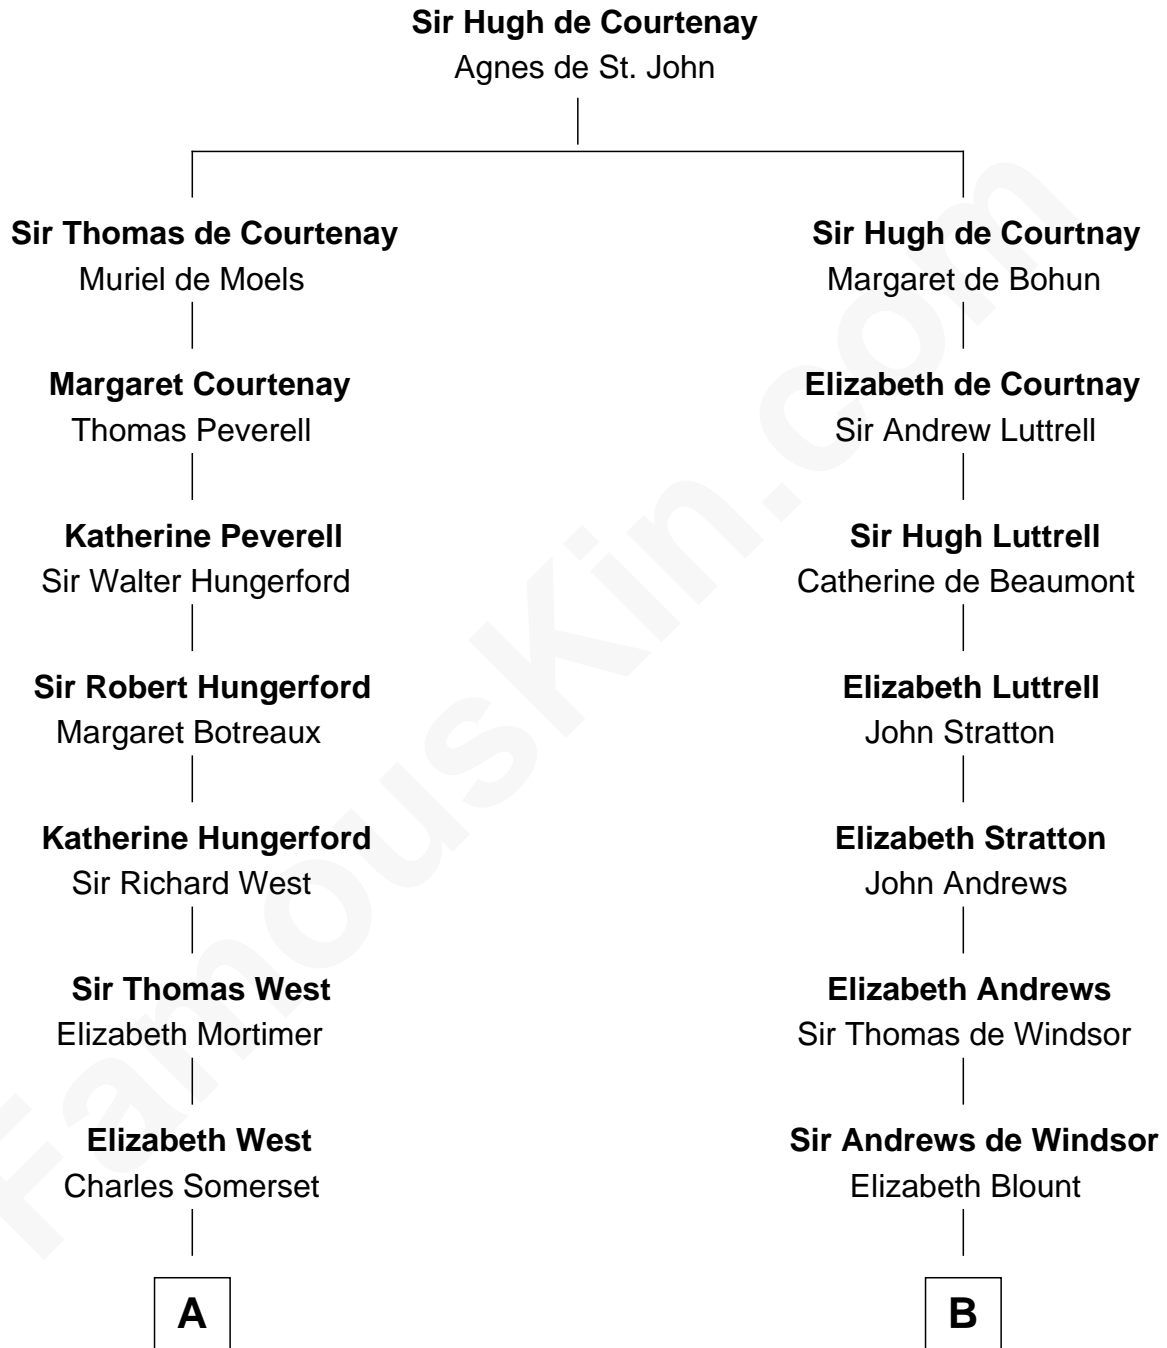 Sir Hugh de Courtenay
Agnes de St. John
Sir Thomas de Courtenay
Muriel de Moels
Sir Hugh de Courtnay
Margaret de Bohun
Margaret Courtenay
Thomas Peverell
Elizabeth de Courtnay
Sir Andrew Luttrell
Katherine Peverell
Sir Walter Hungerford
Sir Hugh Luttrell
Catherine de Beaumont
Sir Robert Hungerford
Margaret Botreaux
Elizabeth Luttrell
John Stratton
Katherine Hungerford
Sir Richard West
Elizabeth Stratton
John Andrews
Sir Thomas West
Elizabeth Mortimer
Elizabeth Andrews
Sir Thomas de Windsor
Elizabeth West
Charles Somerset
Sir Andrews de Windsor
Elizabeth Blount
A
B
FamousKin.com